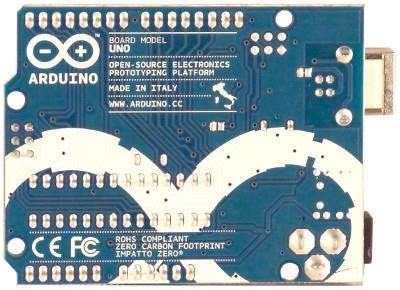 BOARD MODEL
UNO
ARDUINO
OPEN-SOURCE ELECTRONICS
PROTOTYPING PLATFORM
MADE IN ITALY
WWW.ARDUINO.CC
CE FC
ROHS COMPLIANT
ZERO CARBON FOOTPRINT
IMPATTO ZERO®